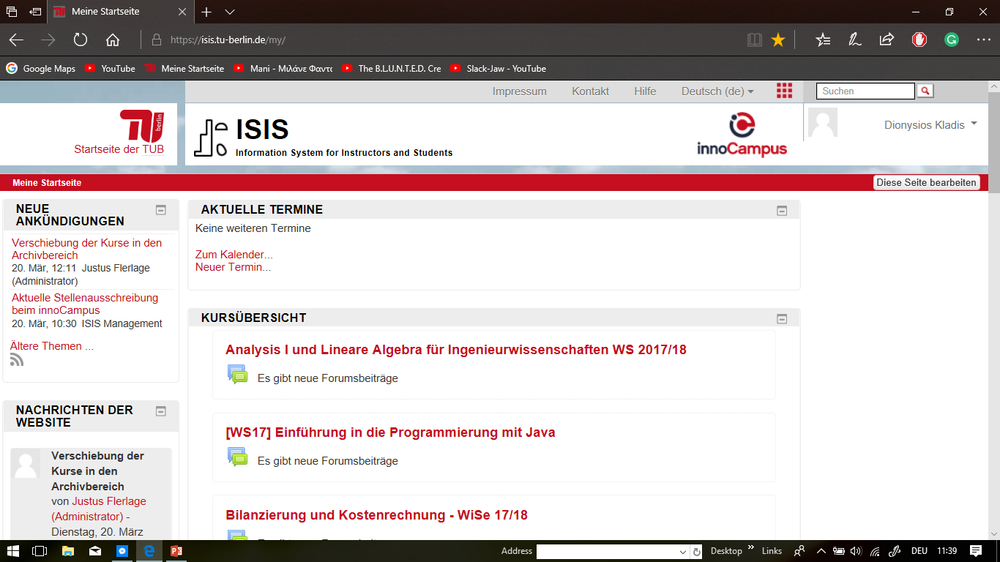 Meine Startseite
https://isis.tu-berlin.de/my/
Google Maps
YouTube
Meine Startseite
Mani - Μιλάνε Φαντα
The B.L.U.N.T.E.D. Cre
Slack-Jaw - YouTube
Impressum
Kontakt
Hilfe
Deutsch (de)
Suchen
TU berlin
Startseite der TUB
ISIS
Information System for Instructors and Students
innoCampus
Dionysios Kladis
Meine Startseite
Diese Seite bearbeiten
NEUE
ANKÜNDIGUNGEN
Verschiebung der Kurse in den
Archivbereich
20. Mär, 12:11 Justus Flerlage
(Administrator)
Aktuelle Stellenausschreibung
beim innoCampus
20. Mär, 10:30 ISIS Management
Ältere Themen ...
NACHRICHTEN DER
WEBSITE
Verschiebung der
Kurse in den
Archivbereich
von Justus Flerlage
(Administrator) -
Dienstag, 20. März
AKTUELLE TERMINE
Keine weiteren Termine
Zum Kalender...
Neuer Termin...
KURSÜBERSICHT
Analysis I und Lineare Algebra für Ingenieurwissenschaften WS 2017/18
Es gibt neue Forumsbeiträge
[WS17] Einführung in die Programmierung mit Java
Es gibt neue Forumsbeiträge
Bilanzierung und Kostenrechnung - WiSe 17/18
Address
Desktop
Links
DEU
11:39